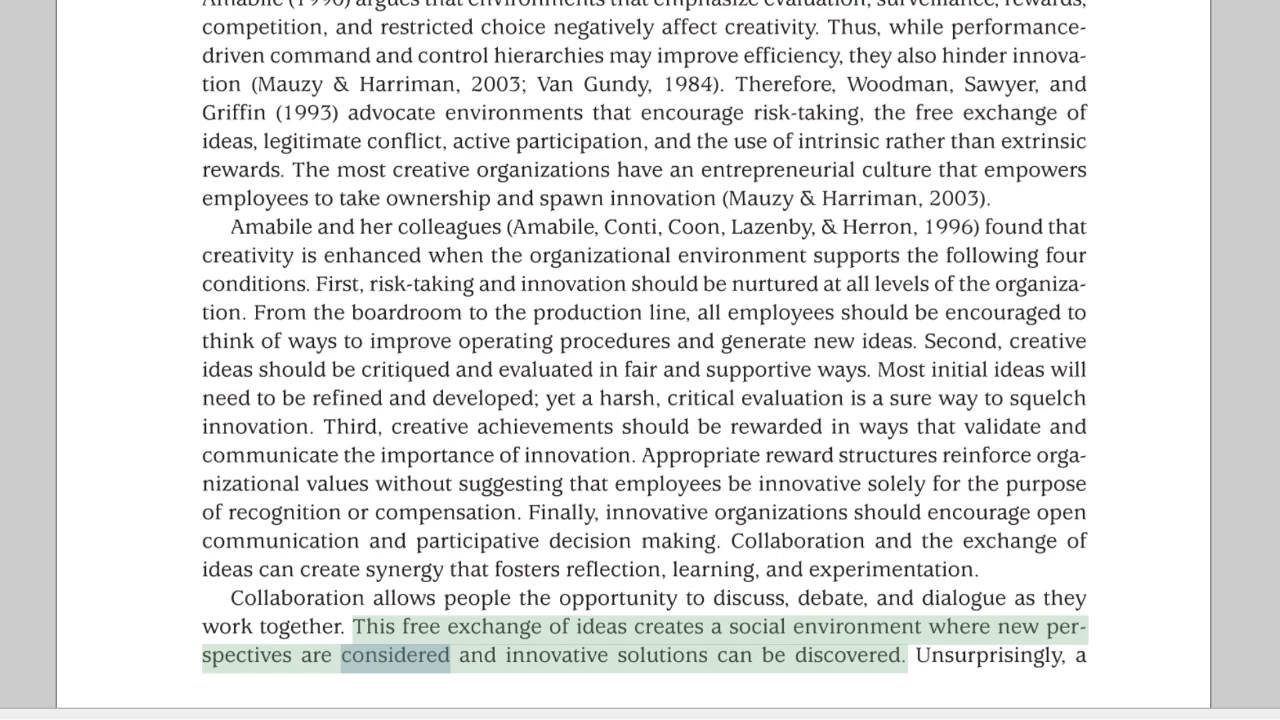 Amabile (1996) argues that environments that emphasize evaluation, surveillance, rewards,
competition, and restricted choice negatively affect creativity. Thus, while performance-
driven command and control hierarchies may improve efficiency, they also hinder innova-
tion (Mauzy & Harriman, 2003; Van Gundy, 1984). Therefore, Woodman, Sawyer, and
Griffin (1993) advocate environments that encourage risk-taking, the free exchange of
ideas, legitimate conflict, active participation, and the use of intrinsic rather than extrinsic
rewards. The most creative organizations have an entrepreneurial culture that empowers
employees to take ownership and spawn innovation (Mauzy & Harriman, 2003).
Amabile and her colleagues (Amabile, Conti, Coon, Lazenby, & Herron, 1996) found that
creativity is enhanced when the organizational environment supports the following four
conditions. First, risk-taking and innovation should be nurtured at all levels of the organiza-
tion. From the boardroom to the production line, all employees should be encouraged to
think of ways to improve operating procedures and generate new ideas. Second, creative
ideas should be critiqued and evaluated in fair and supportive ways. Most initial ideas will
need to be refined and developed; yet a harsh, critical evaluation is a sure way to squelch
innovation. Third, creative achievements should be rewarded in ways that validate and
communicate the importance of innovation. Appropriate reward structures reinforce orga-
nizational values without suggesting that employees be innovative solely for the purpose
of recognition or compensation. Finally, innovative organizations should encourage open
communication and participative decision making. Collaboration and the exchange of
ideas can create synergy that fosters reflection, learning, and experimentation.
Collaboration allows people the opportunity to discuss, debate, and dialogue as they
work together. This free exchange of ideas creates a social environment where new per-
spectives are considered and innovative solutions can be discovered. Unsurprisingly, a